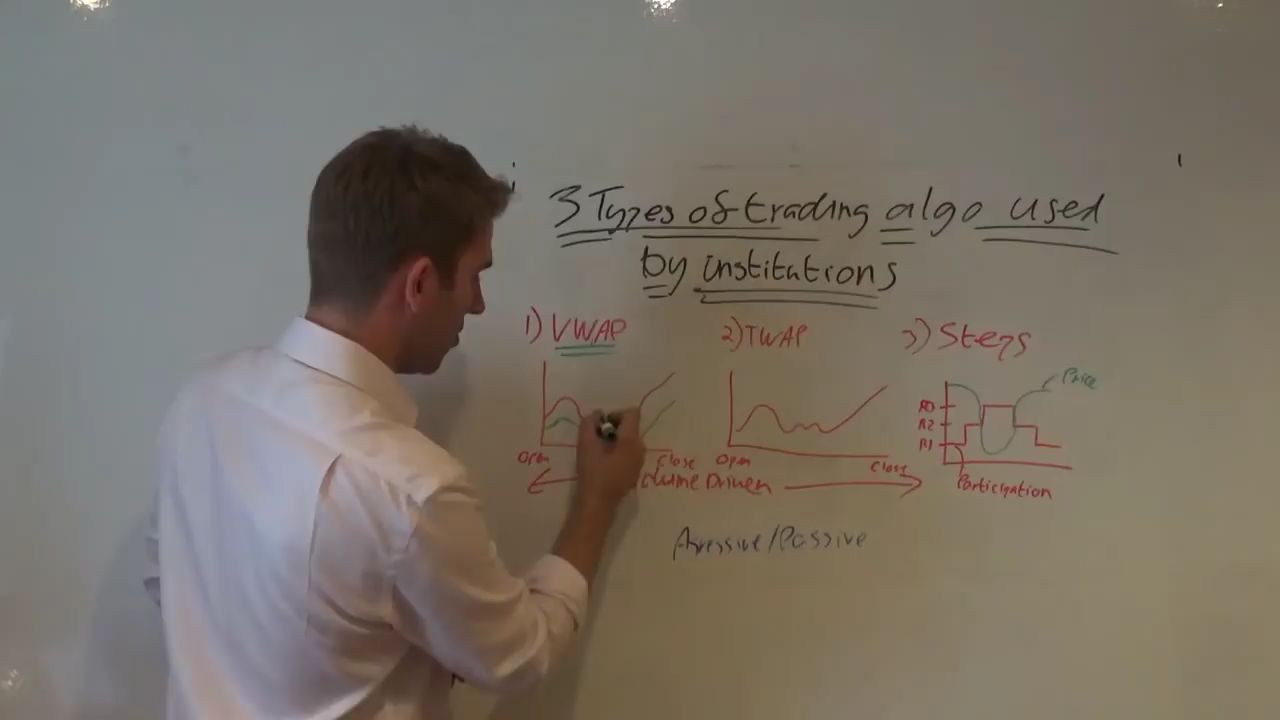 3 Types of trading algo used
by institutions
1) VWAP
2) TWAP
3) Steps
Price
R3
R2
R1
Open
Close
Open
Close
Driven
Participation
Agressive/Passive